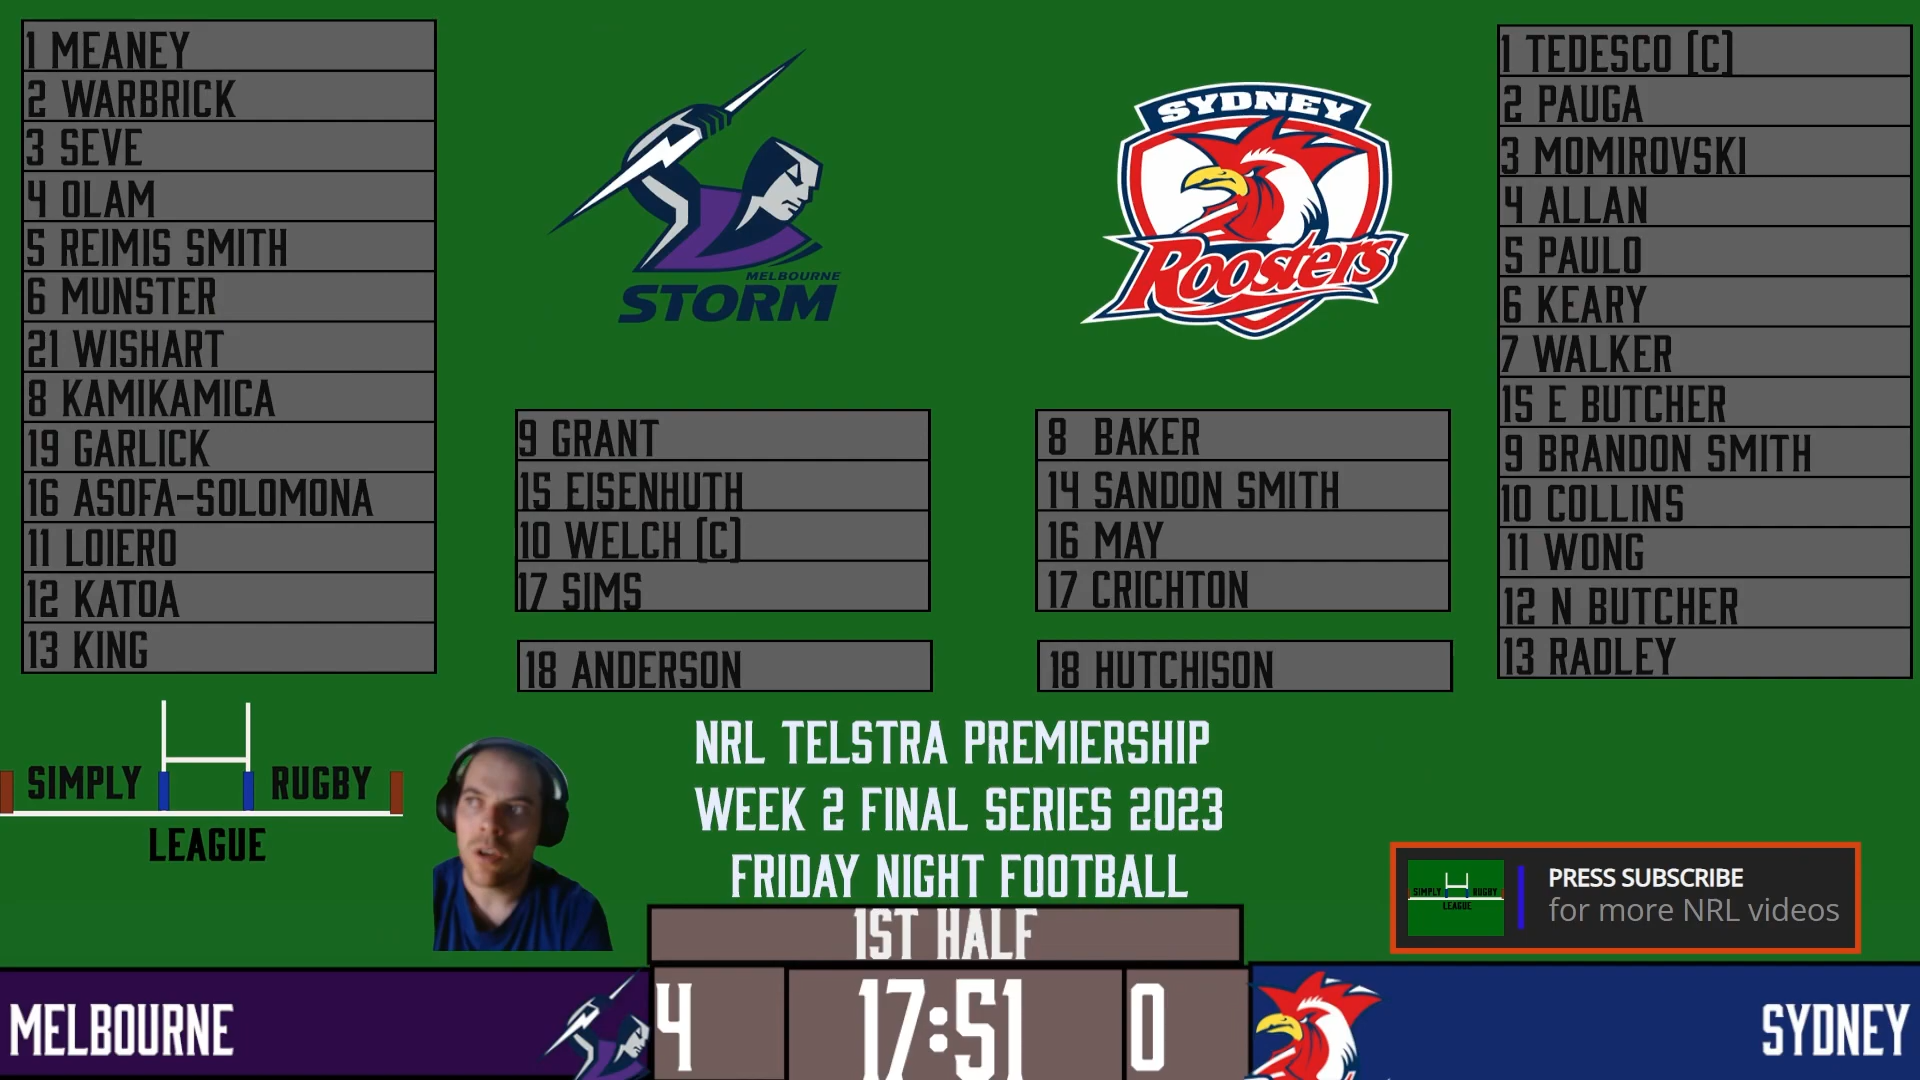 1 MEANEY
2 WARBRICK
3 SEVE
4 OLAM
5 REIMIS SMITH
6 MUNSTER
21 WISHART
8 KAMIKAMICA
19 GARLICK
16 ASOFA-SOLOMONA
11 LOIERO
12 KATOA
13 KING
MELBOURNE
STORM
SYDNEY
Roosters
9 GRANT
15 EISENHUTH
10 WELCH (C)
17 SIMS
18 ANDERSON
8 BAKER
14 SANDON SMITH
16 MAY
17 CRICHTON
18 HUTCHISON
1 TEDESCO (C)
2 PAUGA
3 MOMIROVSKI
4 ALLAN
5 PAULO
6 KEARY
7 WALKER
15 E BUTCHER
9 BRANDON SMITH
10 COLLINS
11 WONG
12 N BUTCHER
13 RADLEY
SIMPLY RUGBY
LEAGUE
NRL TELSTRA PREMIERSHIP
WEEK 2 FINAL SERIES 2023
FRIDAY NIGHT FOOTBALL
SIMPLY RUGBY
LEAGUE
PRESS SUBSCRIBE
for more NRL videos
1ST HALF
MELBOURNE 4 17:51 0 SYDNEY